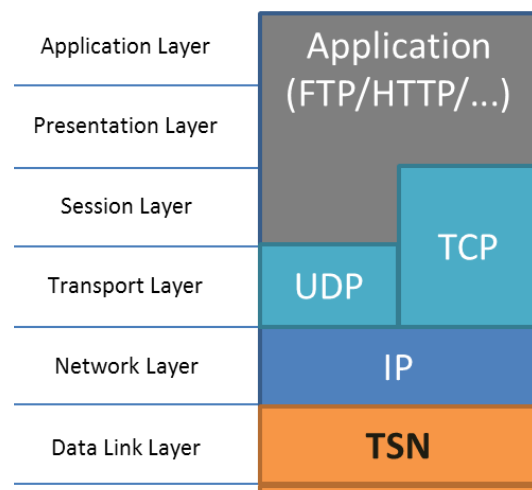 Application Layer
Presentation Layer
Session Layer
Transport Layer
Network Layer
Data Link Layer
Application
(FTP/HTTP/...)
TCP
UDP
IP
TSN